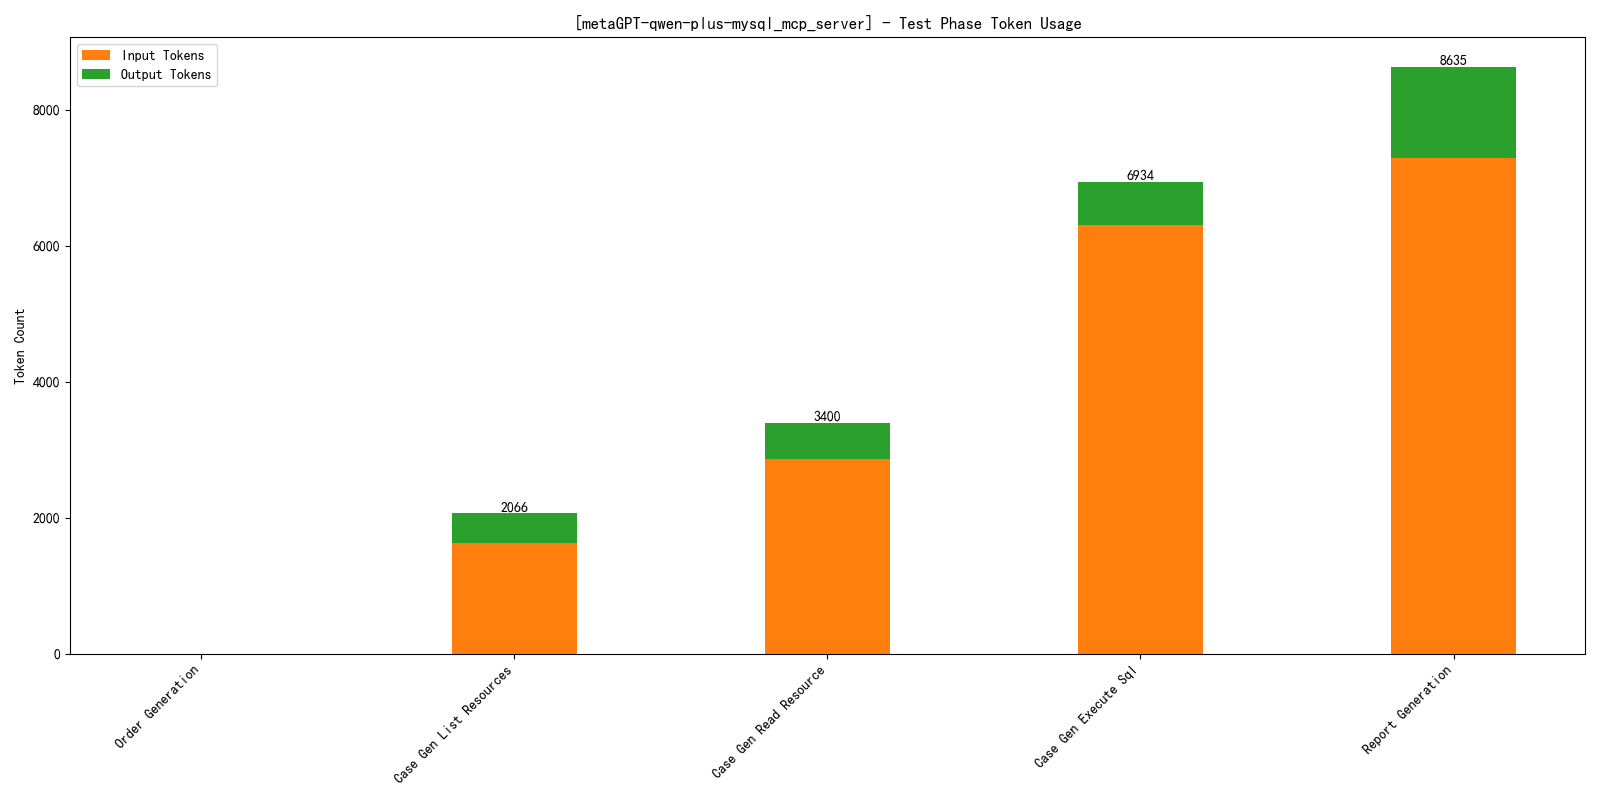 [metaGPT-qwen-plus-mysql_mcp_server] - Test Phase Token Usage
Input Tokens
Output Tokens
Token Count
8000
6000
4000
2000
0
2066
3400
6934
8635
Order Generation
Case Gen List Resources
Case Gen Read Resource
Case Gen Execute Sql
Report Generation